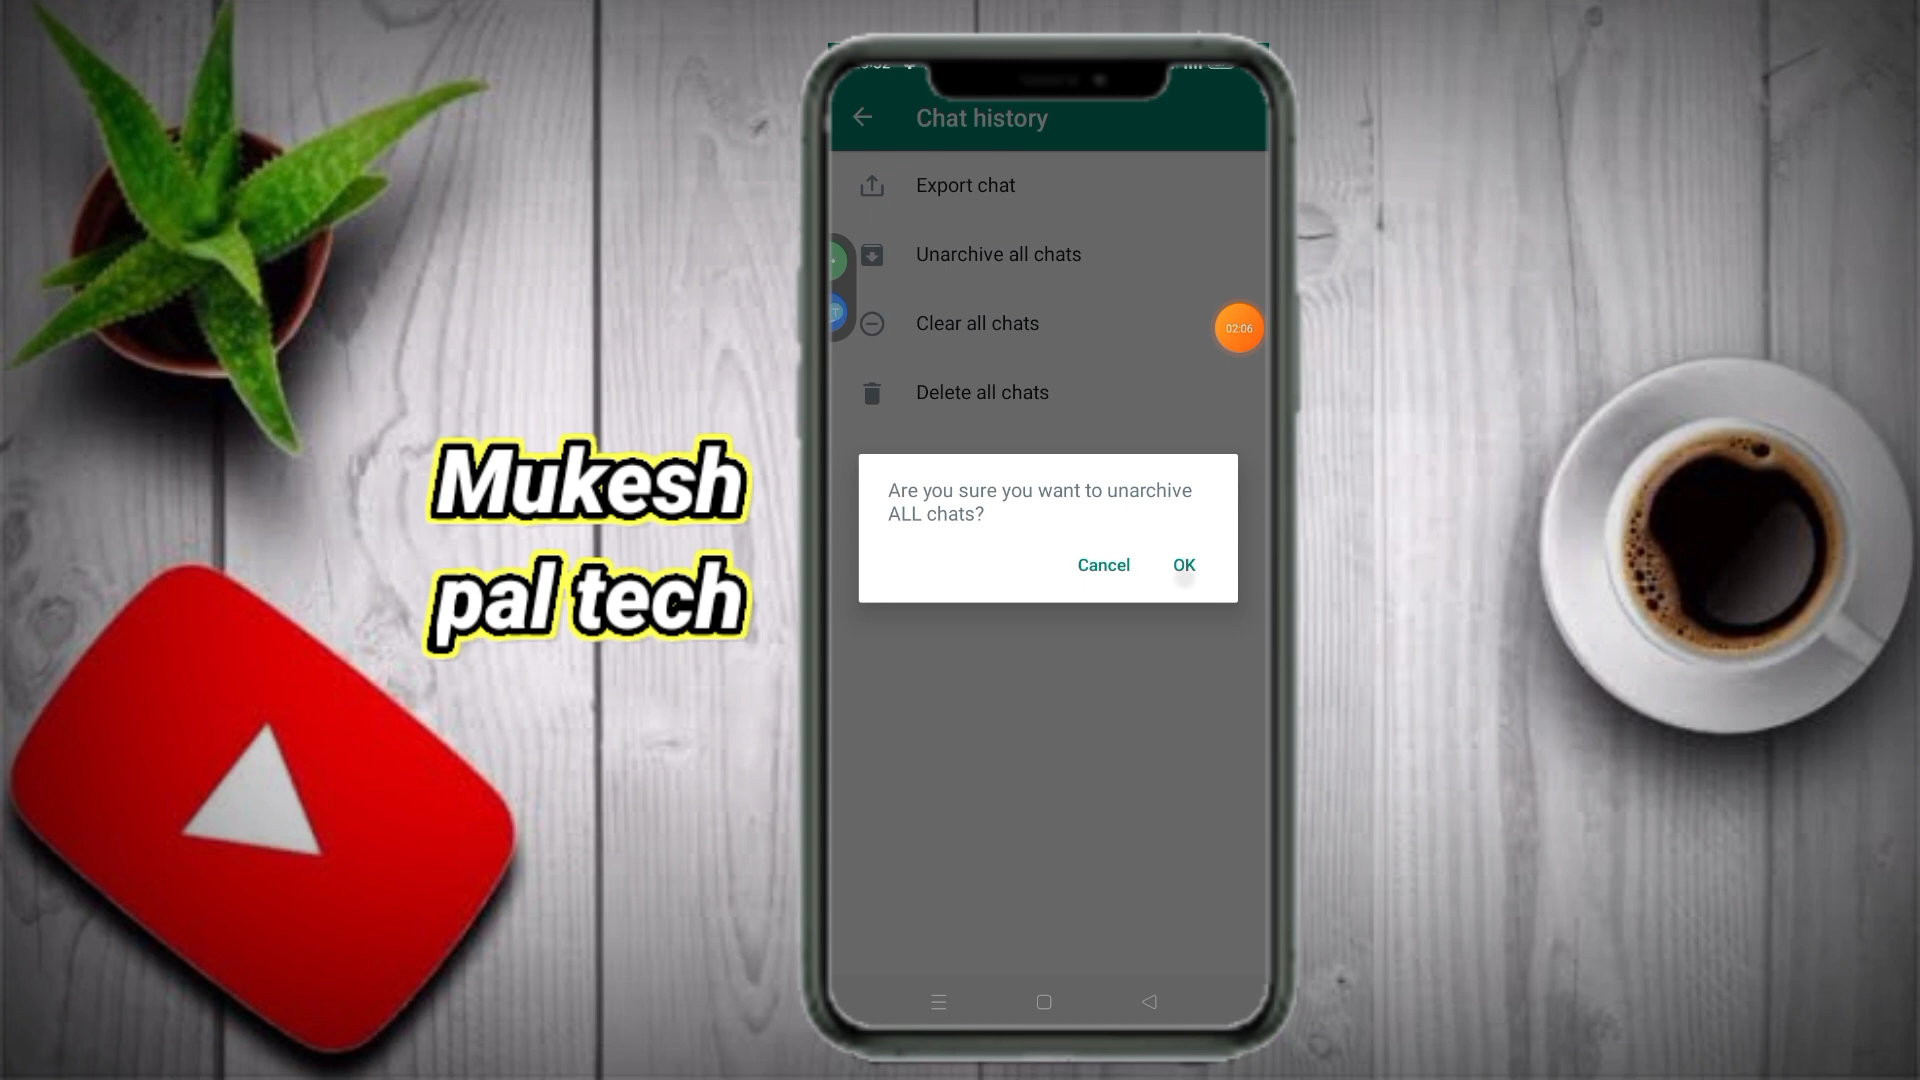 Chat history
Export chat
Unarchive all chats
Clear all chats
02:06
Delete all chats
Mukesh
pal tech
Are you sure you want to unarchive
ALL chats?
Cancel OK